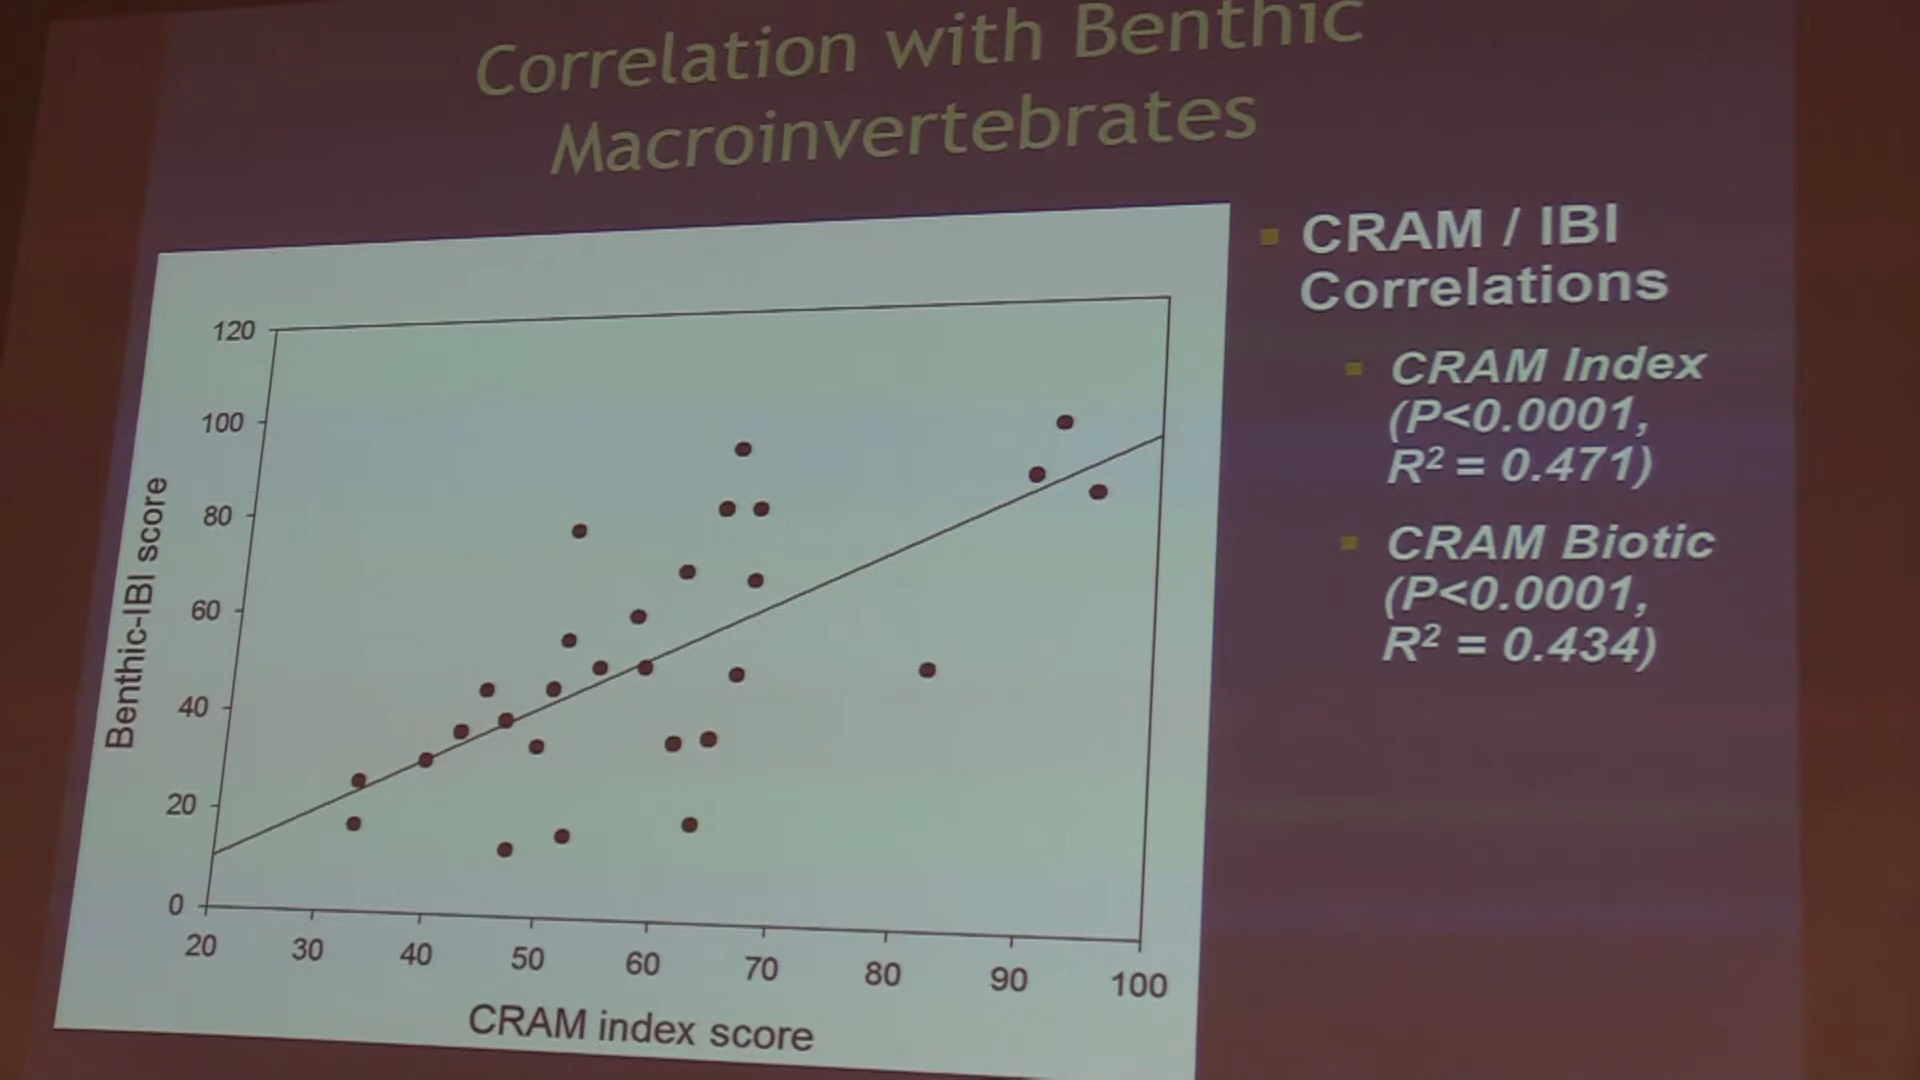 Correlation with Benthic
Macroinvertebrates
CRAM / IBI
Correlations
CRAM Index
(P<0.0001,
R² = 0.471)
CRAM Biotic
(P<0.0001,
R² = 0.434)
Benthic-IBI score
120
100
80
60
40
20
0
20 30 40 50 60 70 80 90 100
CRAM index score